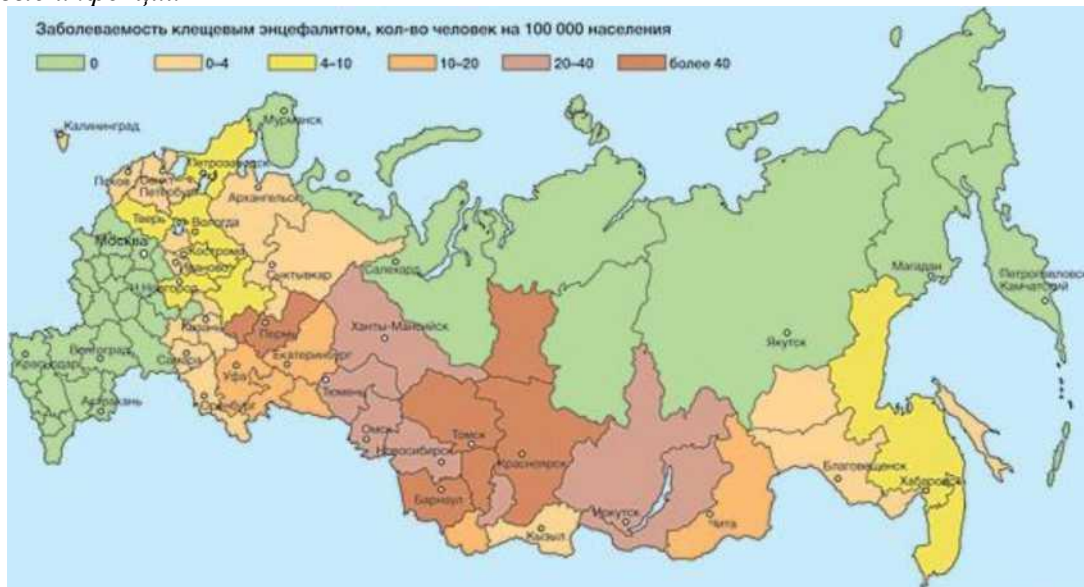 Заболеваемость клещевым энцефалитом, кол-во человек на 100 000 населения
0 0–4 4–10 10–20 20–40 более 40
Мурманск
Калининград
Петрозаводск
Псков Санкт-
Петербург
Архангельск
Тверь Вологда
Москва
Кострома
Иваново
Сыктывкар
Салехард
Н.Новгород
Магадан
Петропавловск
Камчатский
Казань
Пермь
Ханты-Мансийск
Якутск
Краснодар
Волгоград
Самара
Екатеринбург
Уфа
Астрахань
Оренбург
Тюмень
Омск
Томск
Новосибирск
Красноярск
Благовещенск
Хабаровск
Барнаул
Иркутск
Чита
Кызыл